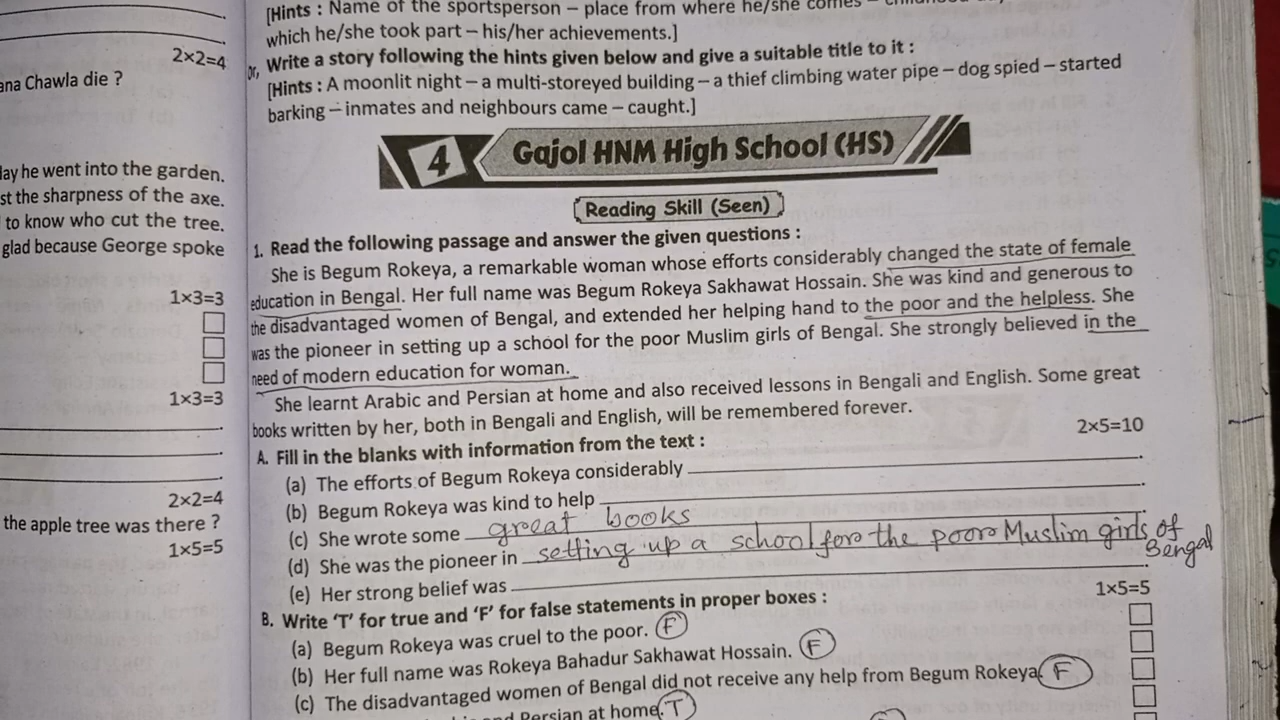 2×2=4
ana Chawla die ?
lay he went into the garden.
st the sharpness of the axe.
to know who cut the tree.
glad because George spoke
1×3=3
1×3=3
2×2=4
the apple tree was there ?
1×5=5
[Hints : Name of the sportsperson – place from where he/she comes –
which he/she took part – his/her achievements.]
or, Write a story following the hints given below and give a suitable title to it :
[Hints : A moonlit night – a multi-storeyed building – a thief climbing water pipe – dog spied – started
barking – inmates and neighbours came – caught.]
4 Gajol HNM High School (HS)
Reading Skill (Seen)
1. Read the following passage and answer the given questions :
She is Begum Rokeya, a remarkable woman whose efforts considerably changed the state of female
education in Bengal. Her full name was Begum Rokeya Sakhawat Hossain. She was kind and generous to
the disadvantaged women of Bengal, and extended her helping hand to the poor and the helpless. She
was the pioneer in setting up a school for the poor Muslim girls of Bengal. She strongly believed in the
need of modern education for woman.
She learnt Arabic and Persian at home and also received lessons in Bengali and English. Some great
books written by her, both in Bengali and English, will be remembered forever.
A. Fill in the blanks with information from the text : 2×5=10
(a) The efforts of Begum Rokeya considerably .
(b) Begum Rokeya was kind to help .
(c) She wrote some great books
(d) She was the pioneer in setting up a school for the poor Muslim girls of Bengal
(e) Her strong belief was .
B. Write 'T' for true and 'F' for false statements in proper boxes : 1×5=5
(a) Begum Rokeya was cruel to the poor. F
(b) Her full name was Rokeya Bahadur Sakhawat Hossain. F
(c) The disadvantaged women of Bengal did not receive any help from Begum Rokeya. F
Persian at home. T